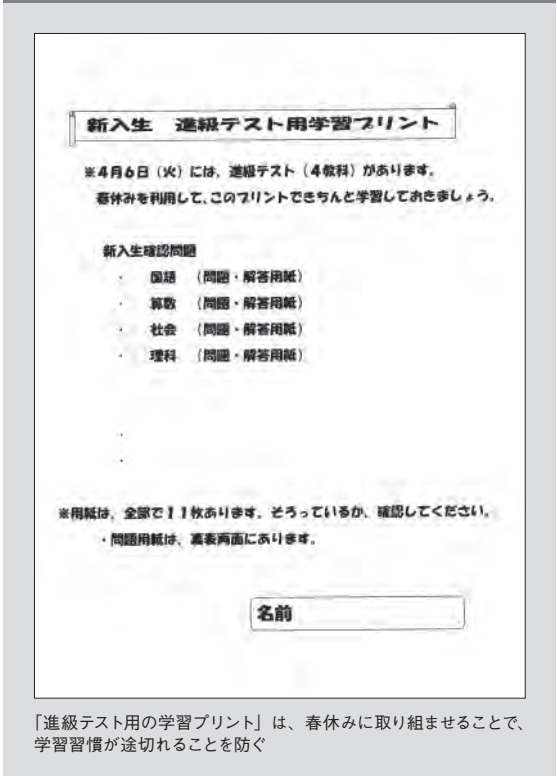 新入生　進級テスト用学習プリント
※４月６日（火）には，進級テスト（４教科）があります。
春休みを利用して，このプリントできちんと学習しておきましょう。
新入生確認問題
・　国語　（問題・解答用紙）
・　算数　（問題・解答用紙）
・　社会　（問題・解答用紙）
・　理科　（問題・解答用紙）
・
・
※用紙は，全部で１１枚あります。そろっているか，確認してください。
・問題用紙は，裏表両面にあります。
名前
「進級テスト用の学習プリント」は、春休みに取り組ませることで、
学習習慣が途切れることを防ぐ